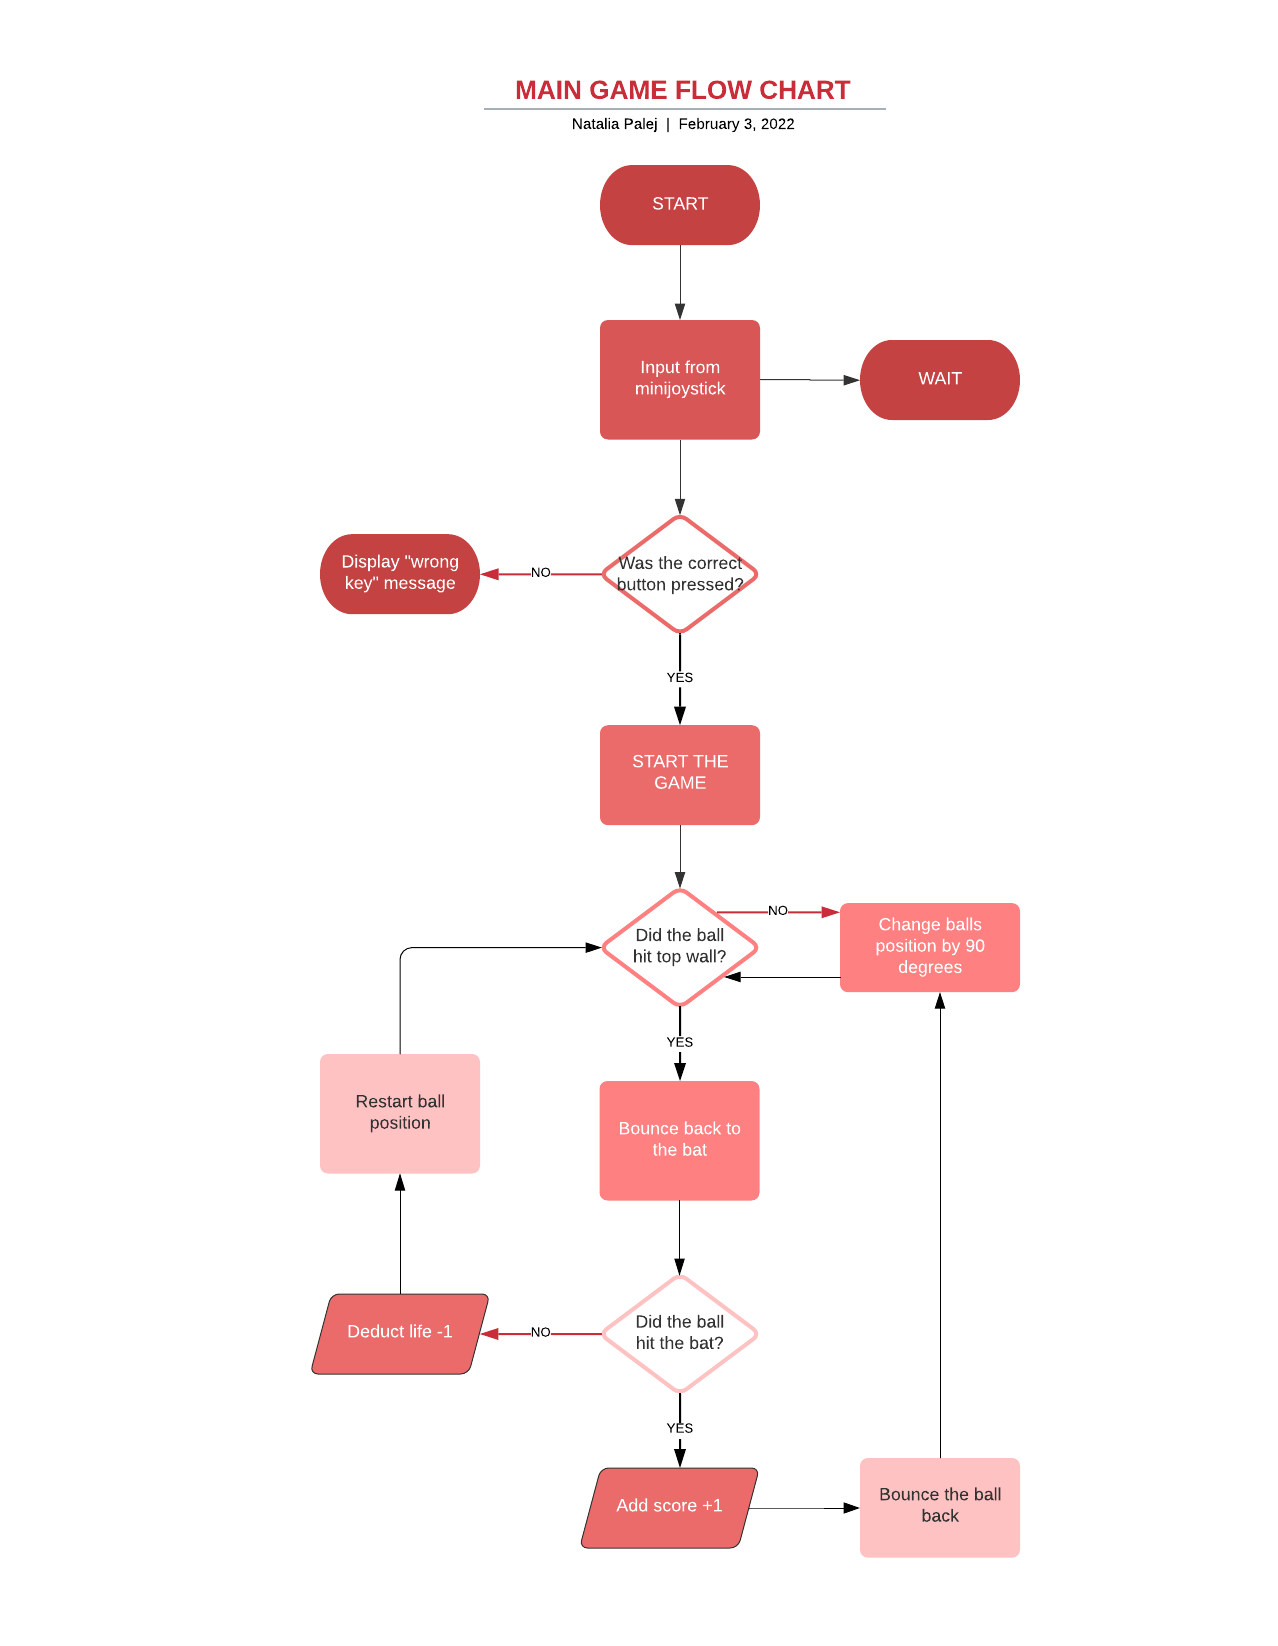 MAIN GAME FLOW CHART
Natalia Palej | February 3, 2022
START
Input from
minijoystick
WAIT
Was the correct
button pressed?
NO
Display "wrong
key" message
YES
START THE
GAME
Did the ball
hit top wall?
NO
Change balls
position by 90
degrees
YES
Restart ball
position
Bounce back to
the bat
Did the ball
hit the bat?
NO
Deduct life -1
YES
Add score +1
Bounce the ball
back